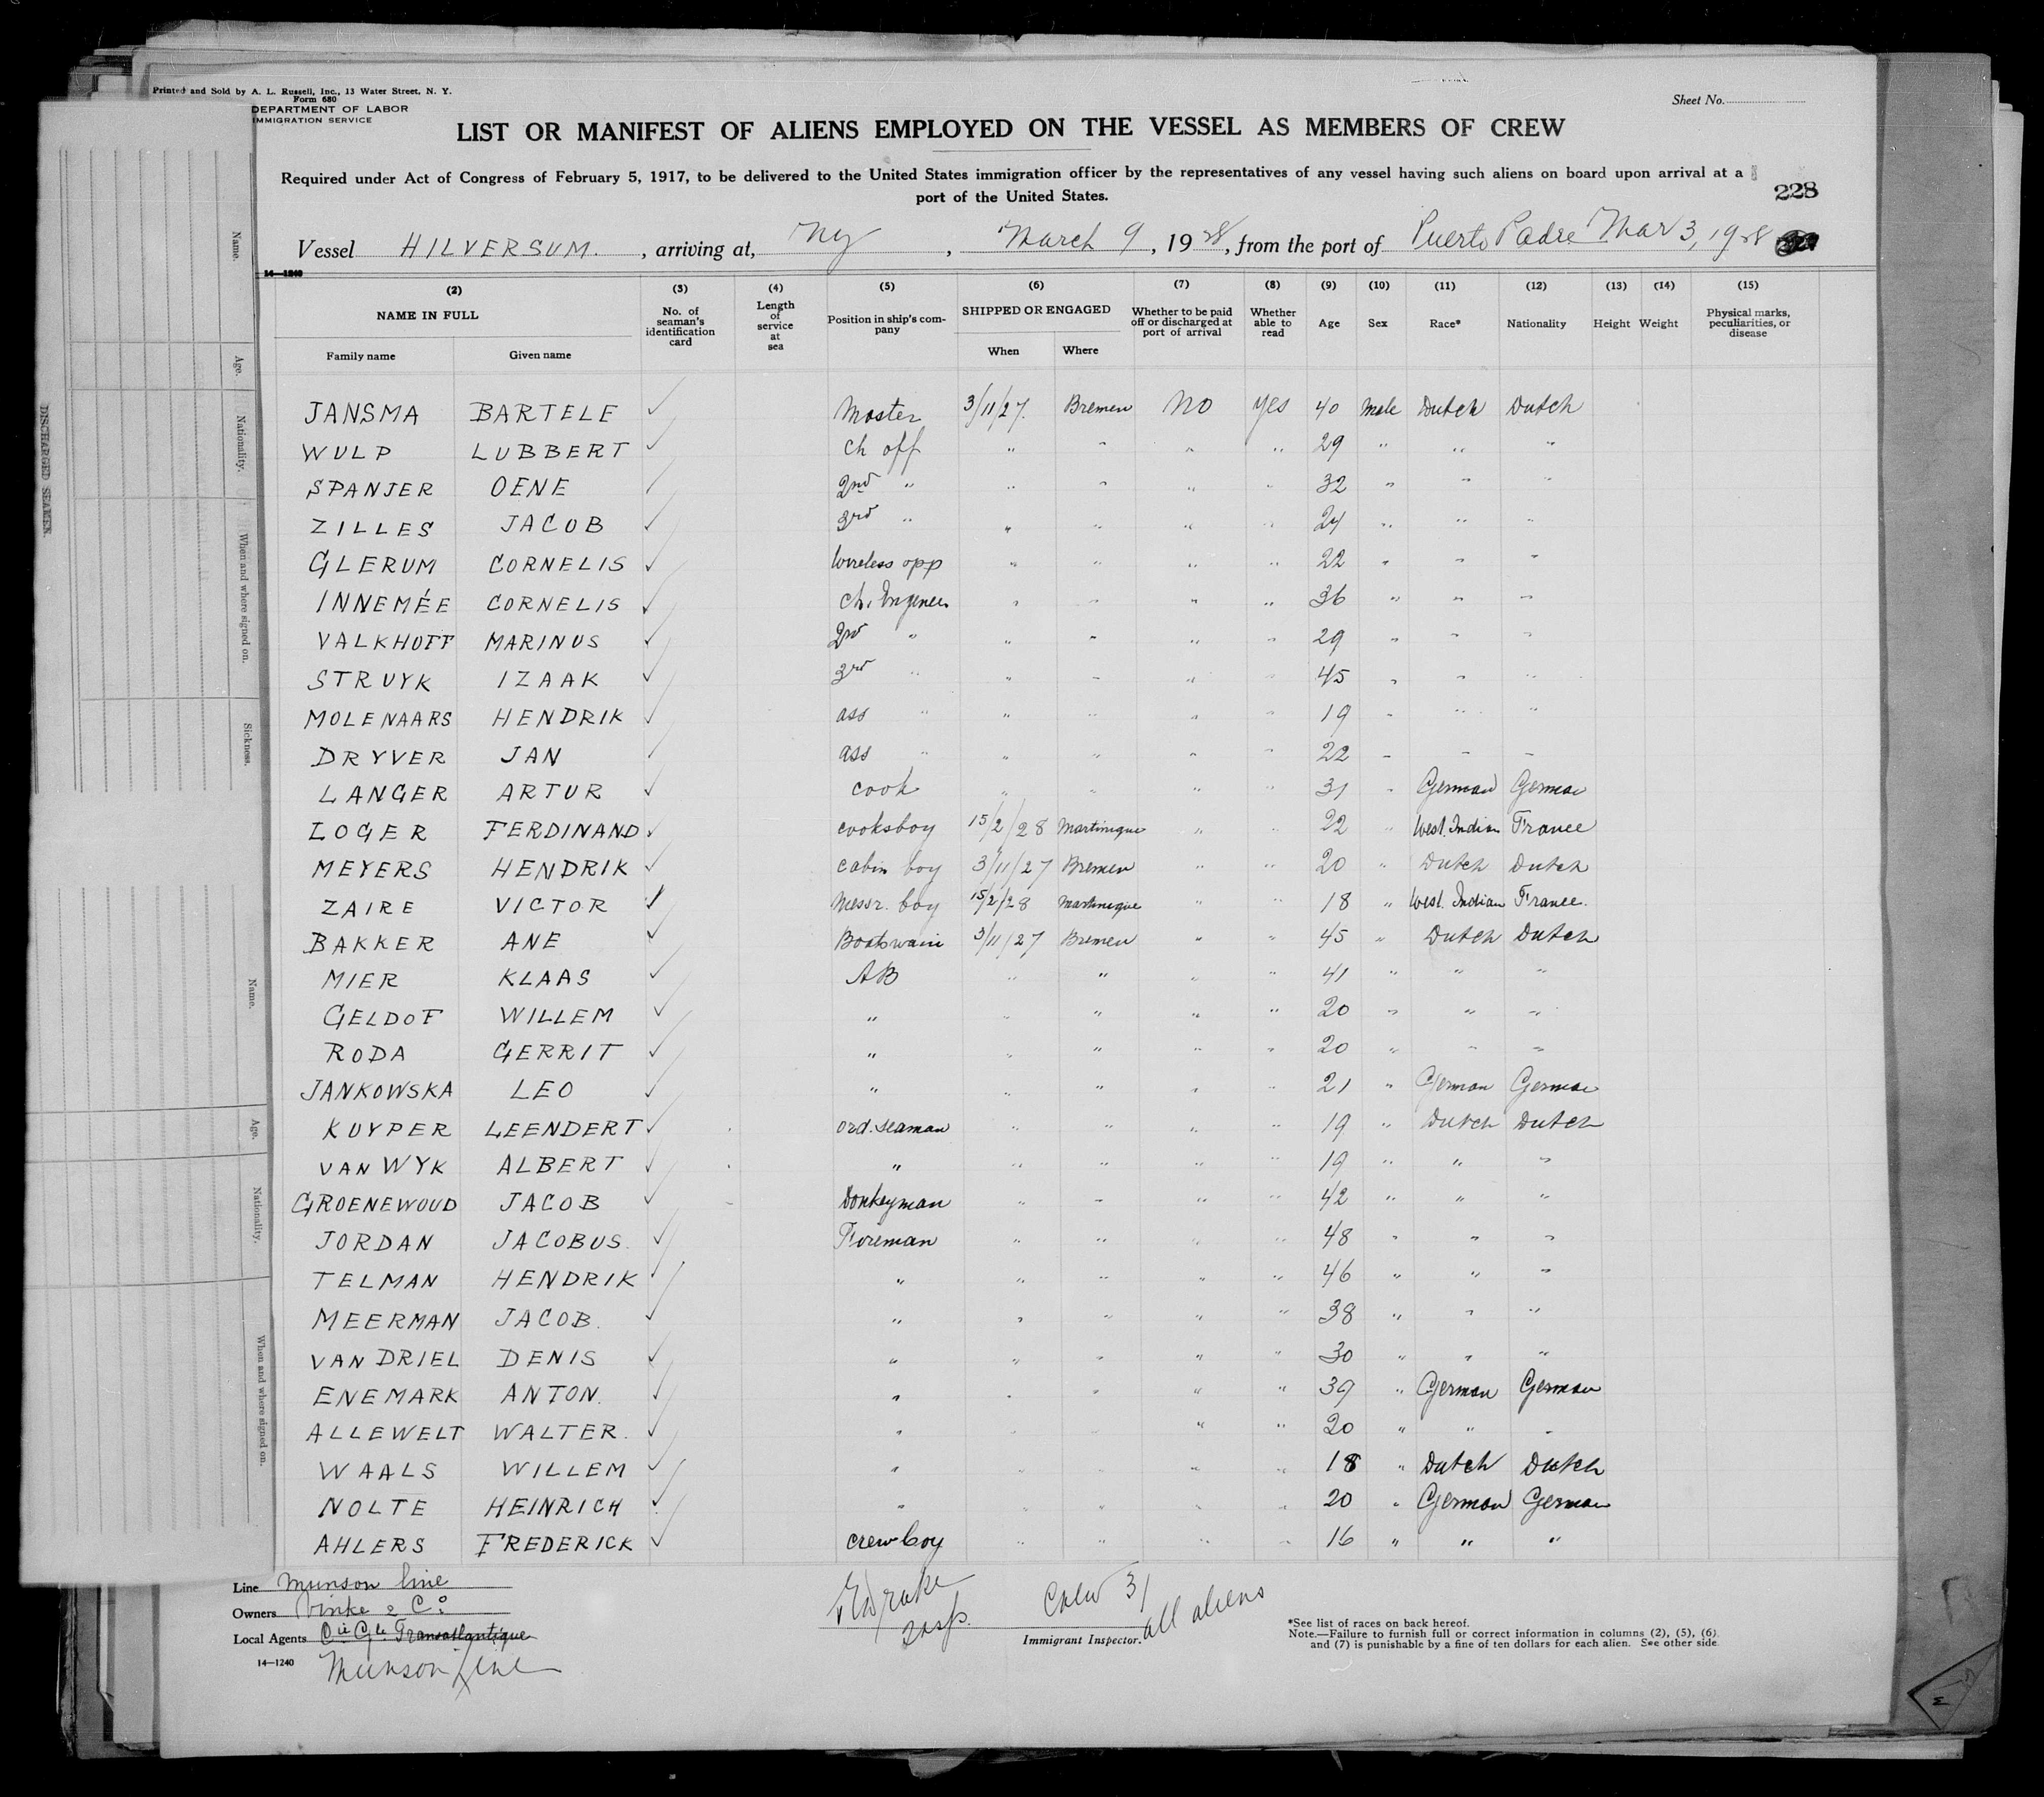 Printed and Sold by A. L. Russell, Inc., 13 Water Street, N. Y.
Form 680
DEPARTMENT OF LABOR
IMMIGRATION SERVICE
Sheet No.
LIST OR MANIFEST OF ALIENS EMPLOYED ON THE VESSEL AS MEMBERS OF CREW
Required under Act of Congress of February 5, 1917, to be delivered to the United States immigration officer by the representatives of any vessel having such aliens on board upon arrival at a
port of the United States.
228
Vessel HILVERSUM. , arriving at, Ny , March 9, 1928, from the port of Puerto Padre Mar 3, 1928
14—1240
(2) (3) (4) (5) (6) (7) (8) (9) (10) (11) (12) (13) (14) (15)
NAME IN FULL No. of seaman's identification card Length of service at sea Position in ship's company SHIPPED OR ENGAGED Whether to be paid off or discharged at port of arrival Whether able to read Age Sex Race* Nationality Height Weight Physical marks, peculiarities, or disease
Family name Given name When Where
JANSMA BARTELE ✓ Master 3/11/27. Bremen No yes 40 Male Dutch Dutch
WULP LUBBERT ✓ ch off " " " " 29 " " "
SPANJER OENE ✓ 2nd " " " " " 32 " " "
ZILLES JACOB ✓ 3rd " " " " " 24 " " "
GLERUM CORNELIS ✓ Wireless opp " " " " 22 " " "
INNEMÉE CORNELIS ✓ Ch. Ingeneer " " " " 36 " " "
VALKHOFF MARINUS ✓ 2nd " " " " " 29 " " "
STRUYK IZAAK ✓ 3rd " " " " " 45 " " "
MOLENAARS HENDRIK ✓ ass " " " " " 19 " " "
DRYVER JAN ✓ ass " " " " " 22 " " "
LANGER ARTUR ✓ cook " " " " 31 " German German
LOGER FERDINAND ✓ cooksboy 15/2/28 Martinique " " 22 " West. Indian France
MEYERS HENDRIK ✓ cabin boy 3/11/27 Bremen " " 20 " Dutch Dutch
ZAIRE VICTOR ✓ Messr. boy 15/2/28 Martinique " " 18 " West. Indian France.
BAKKER ANE ✓ Boatswain 3/11/27 Bremen " " 45 " Dutch Dutch
MIER KLAAS ✓ AB " " " " 41 " " "
GELDOF WILLEM ✓ " " " " " 20 " " "
RODA GERRIT ✓ " " " " " 20 " " "
JANKOWSKA LEO ✓ " " " " " 21 " German German
KUYPER LEENDERT ✓ ord. seaman " " " " 19 " Dutch Dutch
VAN WYK ALBERT ✓ " " " " " 19 " " "
GROENEWOUD JACOB ✓ Donkeyman " " " " 42 " " "
JORDAN JACOBUS. ✓ Foreman " " " " 48 " " "
TELMAN HENDRIK ✓ " " " " " 46 " " "
MEERMAN JACOB. ✓ " " " " " 38 " " "
VAN DRIEL DENIS ✓ " " " " " 30 " " "
ENEMARK ANTON. ✓ " " " " " 39 " German German
ALLEWELT WALTER. ✓ " " " " " 20 " " "
WAALS WILLEM ✓ " " " " " 18 " Dutch Dutch
NOLTE HEINRICH ✓ " " " " " 20 " German German
AHLERS FREDERICK ✓ crew boy " " " " 16 " " "
Line Munson line
Owners Vinke & Co
Local Agents Cie Gle Transatlantique
Munson Line
14—1240
Crew 31
all aliens
Immigrant Inspector.
*See list of races on back hereof.
Note.—Failure to furnish full or correct information in columns (2), (5), (6), and (7) is punishable by a fine of ten dollars for each alien. See other side.
DISCHARGED SEAMEN.
Name.
Age.
Nationality.
When and where signed on.
Sickness.
Name.
Age.
Nationality.
When and where signed on.